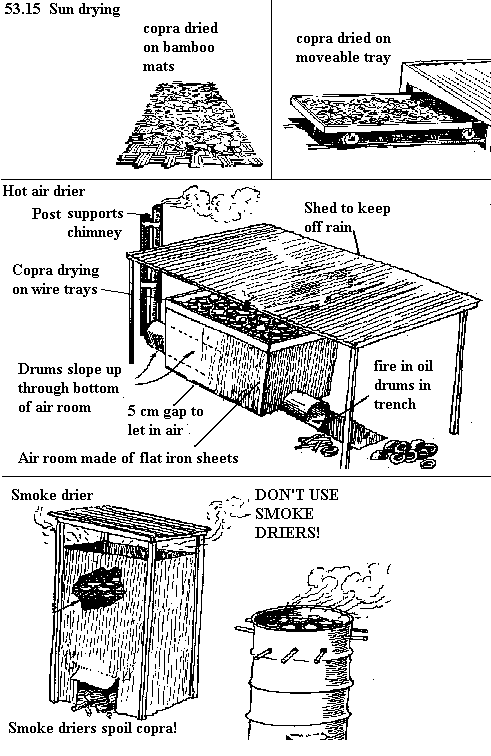 53.15 Sun drying
copra dried
on bamboo
mats
copra dried on
moveable tray
Hot air drier
Post supports
chimney
Shed to keep
off rain
Copra drying
on wire trays
Drums slope up
through bottom
of air room
5 cm gap to
let in air
fire in oil
drums in
trench
Air room made of flat iron sheets
Smoke drier
DON'T USE
SMOKE
DRIERS!
Smoke driers spoil copra!